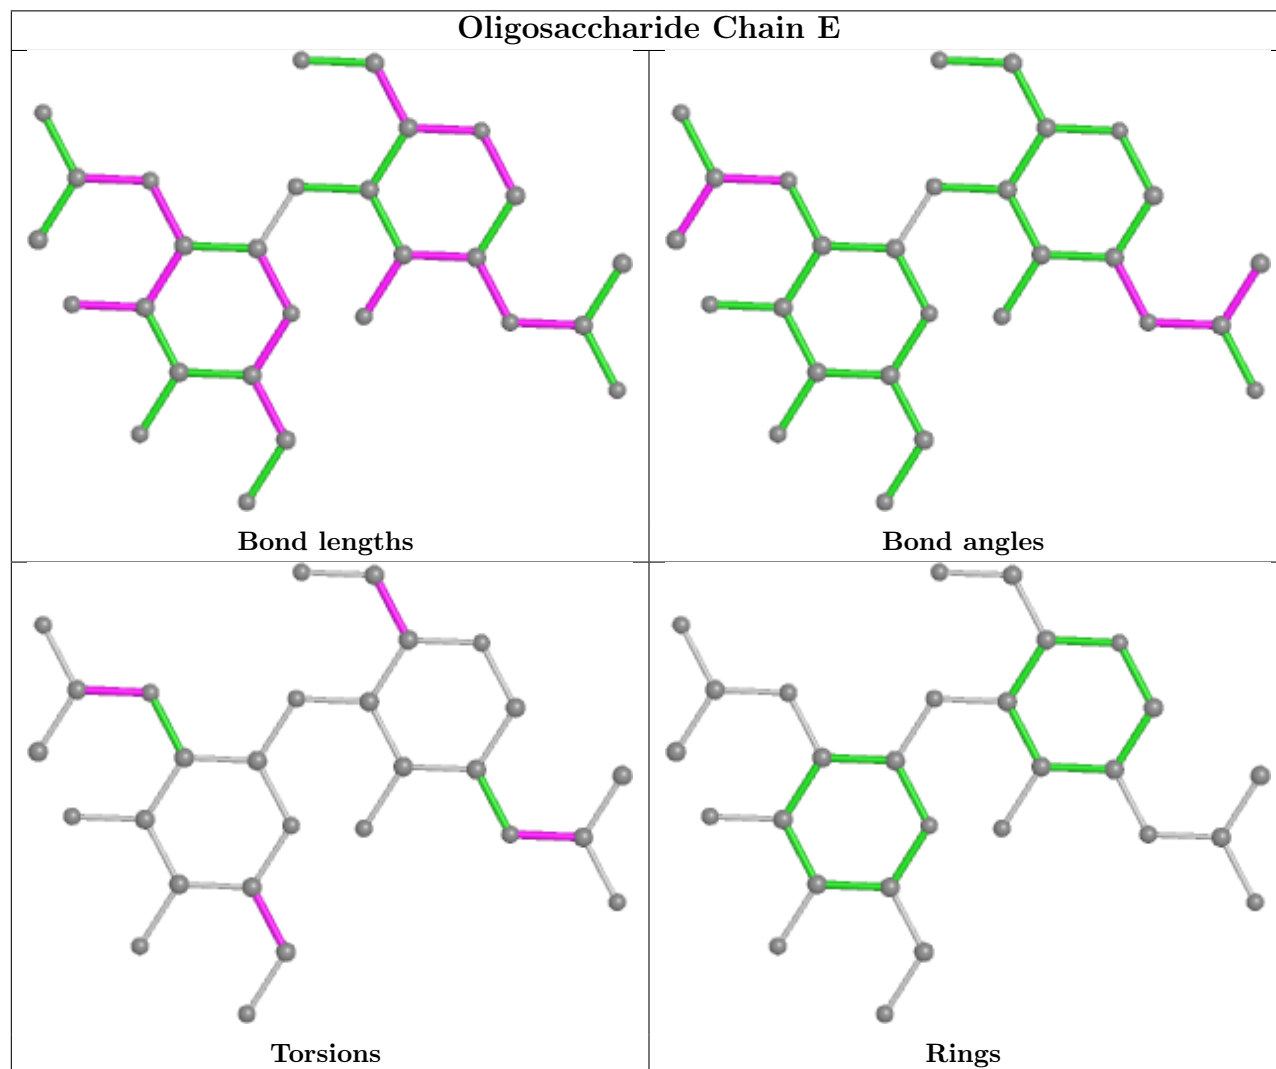 Oligosaccharide Chain E
Bond lengths
Bond angles
Torsions
Rings